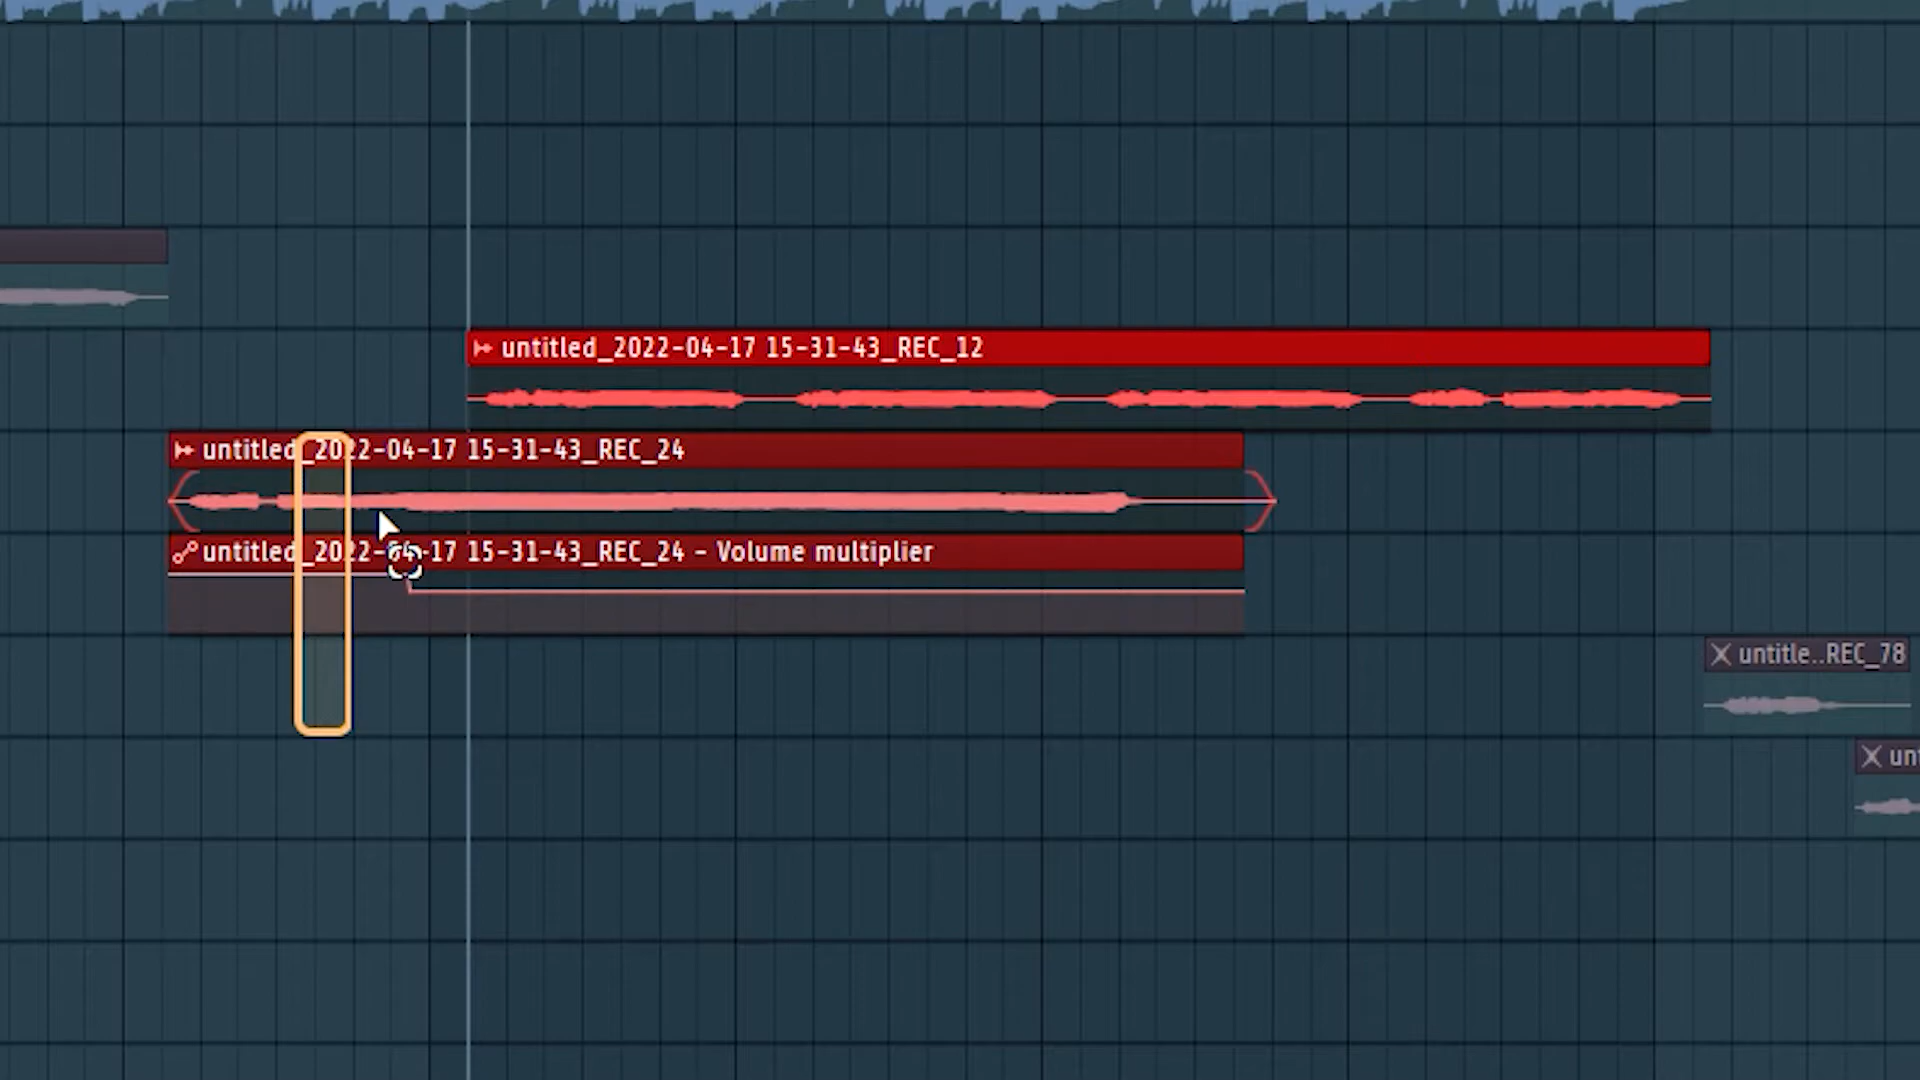 untitled_2022-04-17 15-31-43_REC_12
untitled_2022-04-17 15-31-43_REC_24
untitled_2022-04-17 15-31-43_REC_24 - Volume multiplier
untitle..REC_78
unt